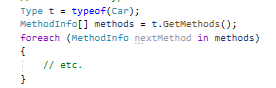 Type t = typeof(Car);
MethodInfo[] methods = t.GetMethods();
foreach (MethodInfo nextMethod in methods)
{
// etc.
}